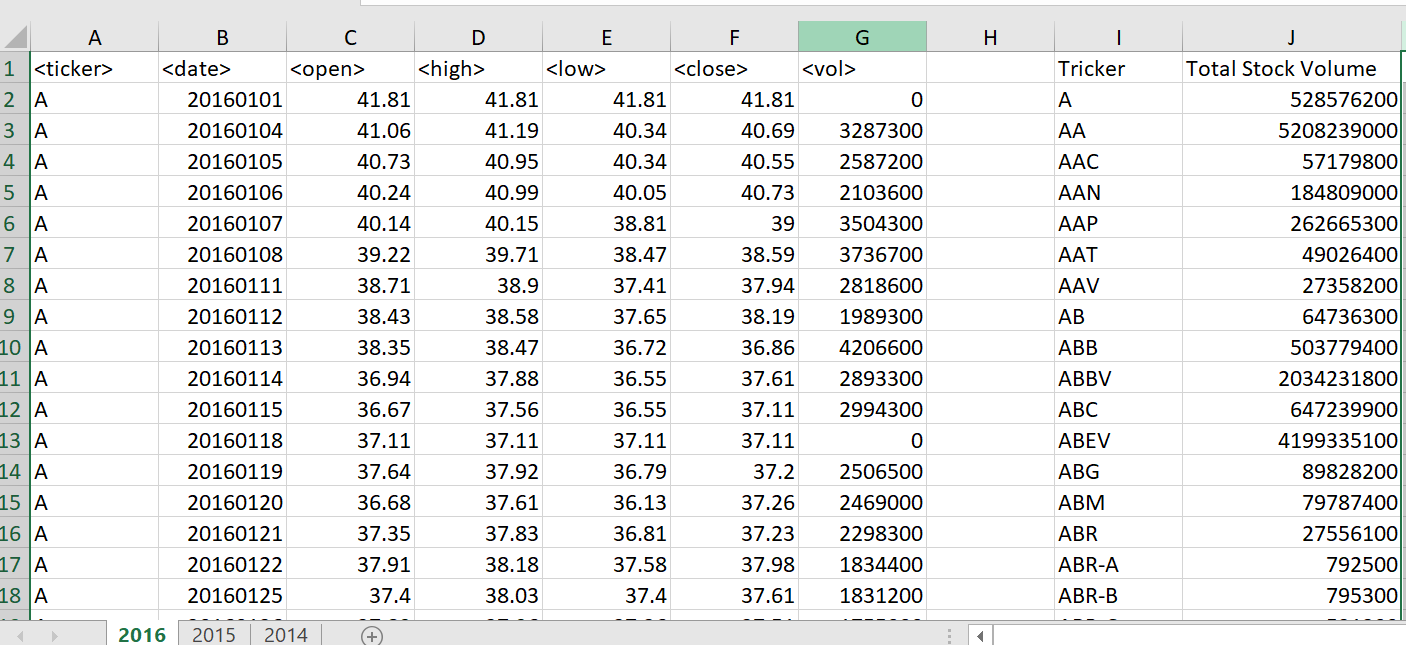 A B C D E F G H I J
1 <ticker> <date> <open> <high> <low> <close> <vol> Tricker Total Stock Volume
2 A 20160101 41.81 41.81 41.81 41.81 0 A 528576200
3 A 20160104 41.06 41.19 40.34 40.69 3287300 AA 5208239000
4 A 20160105 40.73 40.95 40.34 40.55 2587200 AAC 57179800
5 A 20160106 40.24 40.99 40.05 40.73 2103600 AAN 184809000
6 A 20160107 40.14 40.15 38.81 39 3504300 AAP 262665300
7 A 20160108 39.22 39.71 38.47 38.59 3736700 AAT 49026400
8 A 20160111 38.71 38.9 37.41 37.94 2818600 AAV 27358200
9 A 20160112 38.43 38.58 37.65 38.19 1989300 AB 64736300
10 A 20160113 38.35 38.47 36.72 36.86 4206600 ABB 503779400
11 A 20160114 36.94 37.88 36.55 37.61 2893300 ABBV 2034231800
12 A 20160115 36.67 37.56 36.55 37.11 2994300 ABC 647239900
13 A 20160118 37.11 37.11 37.11 37.11 0 ABEV 4199335100
14 A 20160119 37.64 37.92 36.79 37.2 2506500 ABG 89828200
15 A 20160120 36.68 37.61 36.13 37.26 2469000 ABM 79787400
16 A 20160121 37.35 37.83 36.81 37.23 2298300 ABR 27556100
17 A 20160122 37.91 38.18 37.58 37.98 1834400 ABR-A 792500
18 A 20160125 37.4 38.03 37.4 37.61 1831200 ABR-B 795300
2016 2015 2014